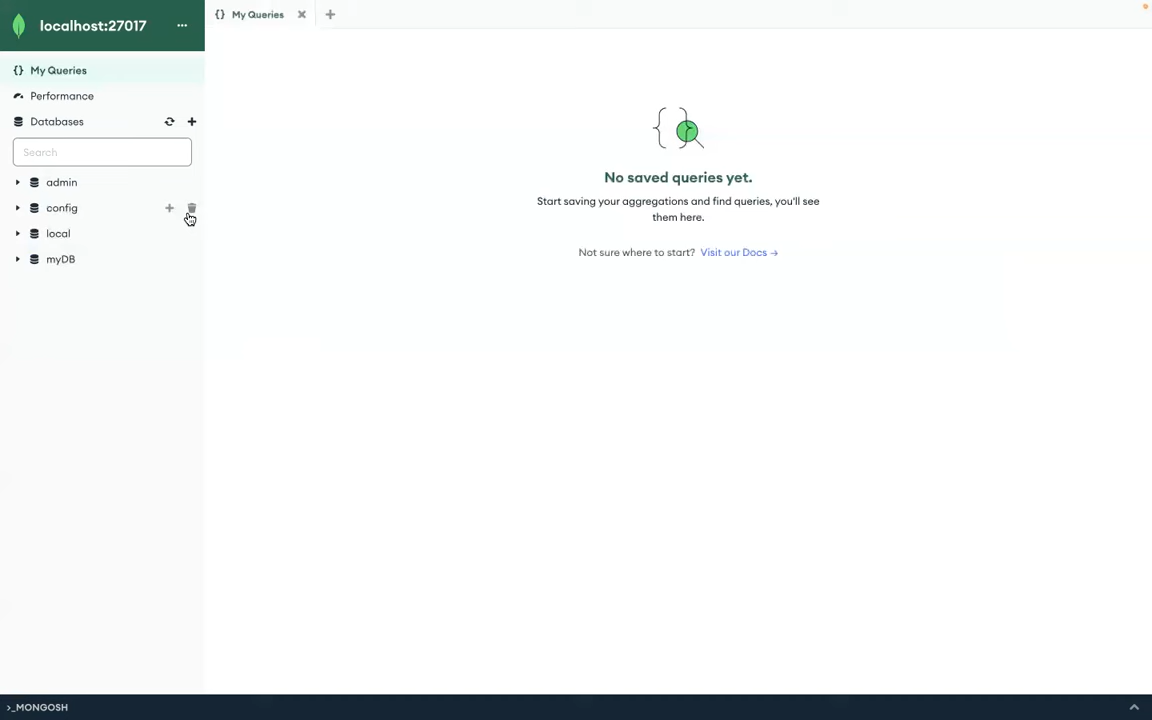 localhost:27017 ...
{} My Queries
Performance
Databases
Search
admin
config
local
myDB
{} My Queries
No saved queries yet.
Start saving your aggregations and find queries, you'll see
them here.
Not sure where to start? Visit our Docs →
>_MONGOSH